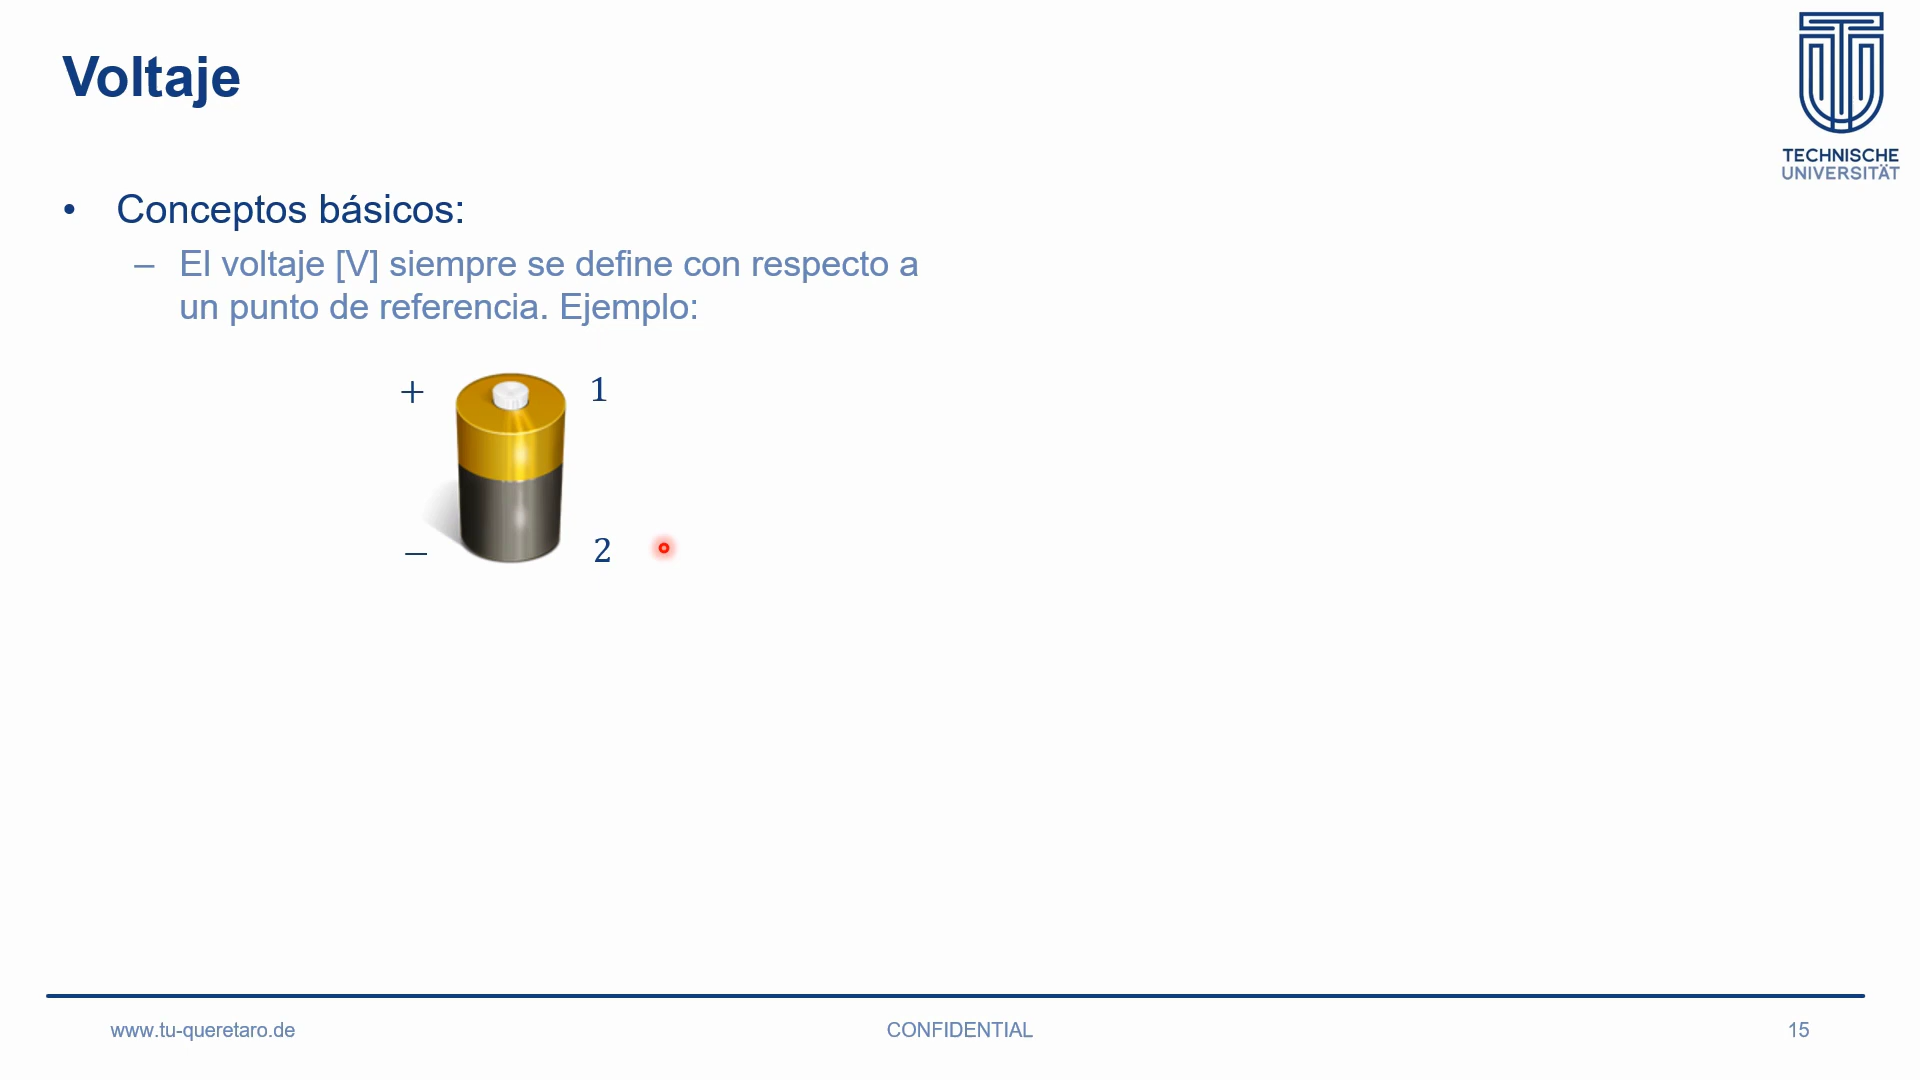 Voltaje
TECHNISCHE
UNIVERSITÄT
• Conceptos básicos:
– El voltaje [V] siempre se define con respecto a
un punto de referencia. Ejemplo:
+ 1
− 2
www.tu-queretaro.de CONFIDENTIAL 15